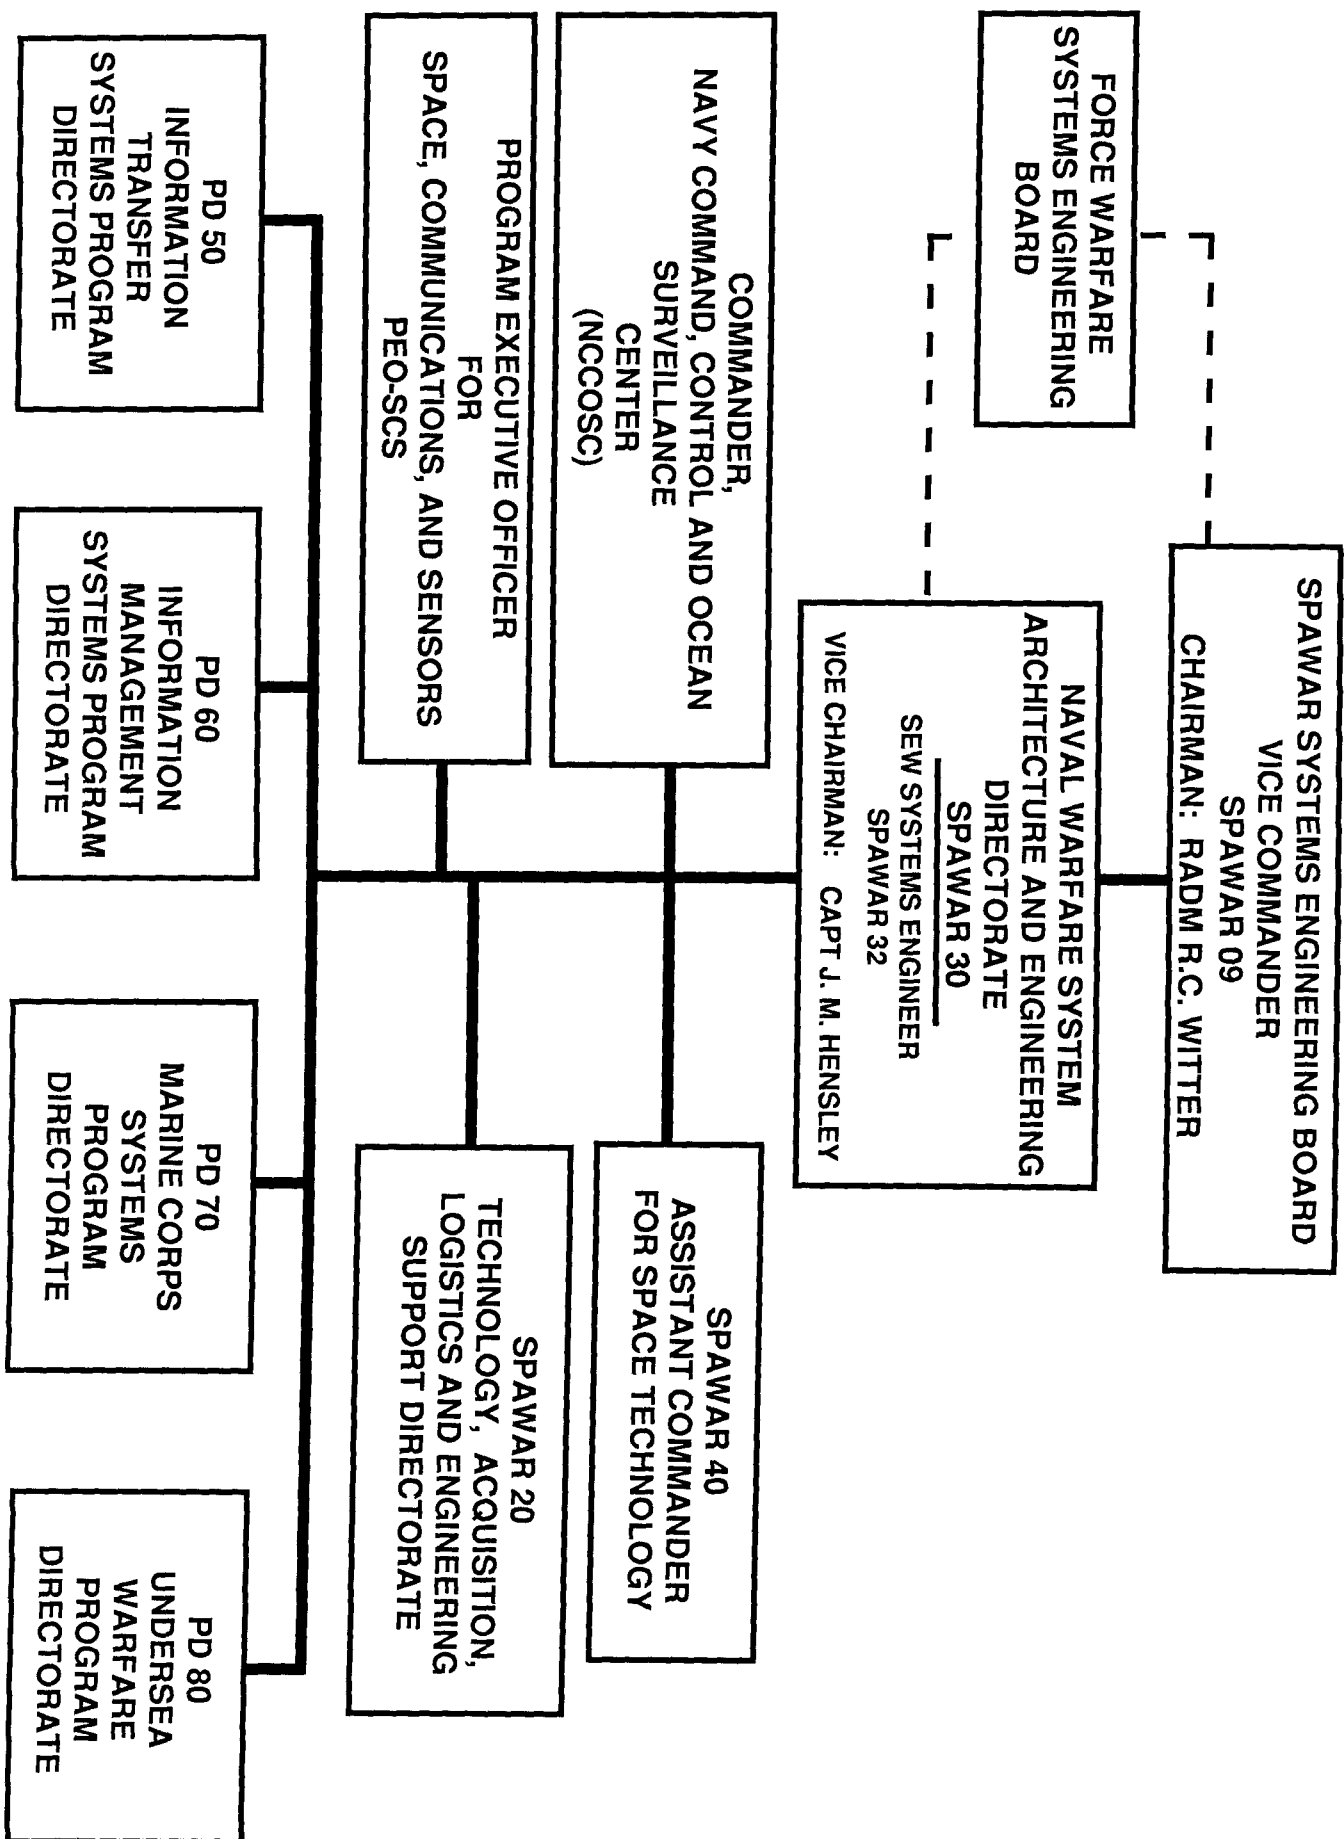 SPAWAR SYSTEMS ENGINEERING BOARD
VICE COMMANDER
SPAWAR 09
CHAIRMAN: RADM R.C. WITTER
FORCE WARFARE
SYSTEMS ENGINEERING
BOARD
NAVAL WARFARE SYSTEM
ARCHITECTURE AND ENGINEERING
DIRECTORATE
SPAWAR 30
SEW SYSTEMS ENGINEER
SPAWAR 32
VICE CHAIRMAN: CAPT J. M. HENSLEY
COMMANDER,
NAVY COMMAND, CONTROL AND OCEAN
SURVEILLANCE
CENTER
(NCCOSC)
SPAWAR 40
ASSISTANT COMMANDER
FOR SPACE TECHNOLOGY
PROGRAM EXECUTIVE OFFICER
FOR
SPACE, COMMUNICATIONS, AND SENSORS
PEO-SCS
SPAWAR 20
TECHNOLOGY, ACQUISITION,
LOGISTICS AND ENGINEERING
SUPPORT DIRECTORATE
PD 50
INFORMATION
TRANSFER
SYSTEMS PROGRAM
DIRECTORATE
PD 60
INFORMATION
MANAGEMENT
SYSTEMS PROGRAM
DIRECTORATE
PD 70
MARINE CORPS
SYSTEMS
PROGRAM
DIRECTORATE
PD 80
UNDERSEA
WARFARE
PROGRAM
DIRECTORATE